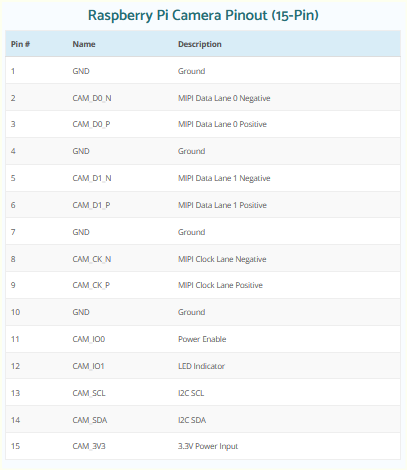 Raspberry Pi Camera Pinout (15-Pin)
Pin # Name Description
1 GND Ground
2 CAM_D0_N MIPI Data Lane 0 Negative
3 CAM_D0_P MIPI Data Lane 0 Positive
4 GND Ground
5 CAM_D1_N MIPI Data Lane 1 Negative
6 CAM_D1_P MIPI Data Lane 1 Positive
7 GND Ground
8 CAM_CK_N MIPI Clock Lane Negative
9 CAM_CK_P MIPI Clock Lane Positive
10 GND Ground
11 CAM_IO0 Power Enable
12 CAM_IO1 LED Indicator
13 CAM_SCL I2C SCL
14 CAM_SDA I2C SDA
15 CAM_3V3 3.3V Power Input